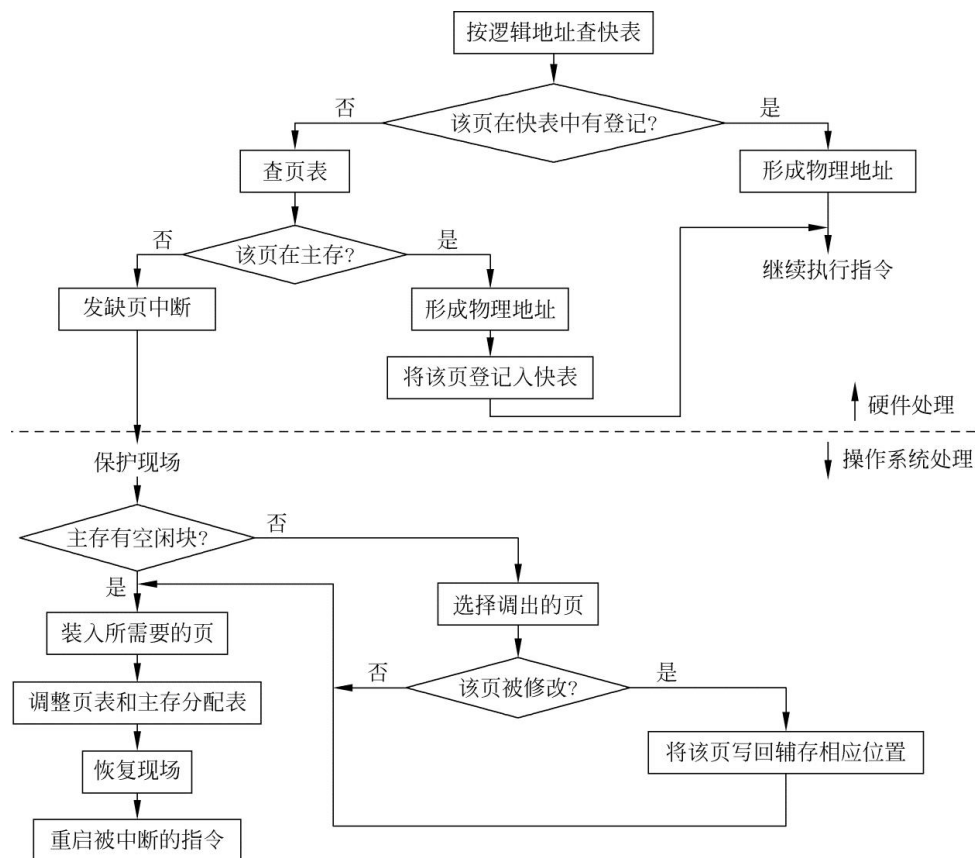 按逻辑地址查快表
该页在快表中有登记?
否
是
查页表
形成物理地址
该页在主存?
否
是
继续执行指令
发缺页中断
形成物理地址
将该页登记入快表
硬件处理
操作系统处理
保护现场
主存有空闲块?
否
是
选择调出的页
装入所需要的页
该页被修改?
否
是
调整页表和主存分配表
将该页写回辅存相应位置
恢复现场
重启被中断的指令